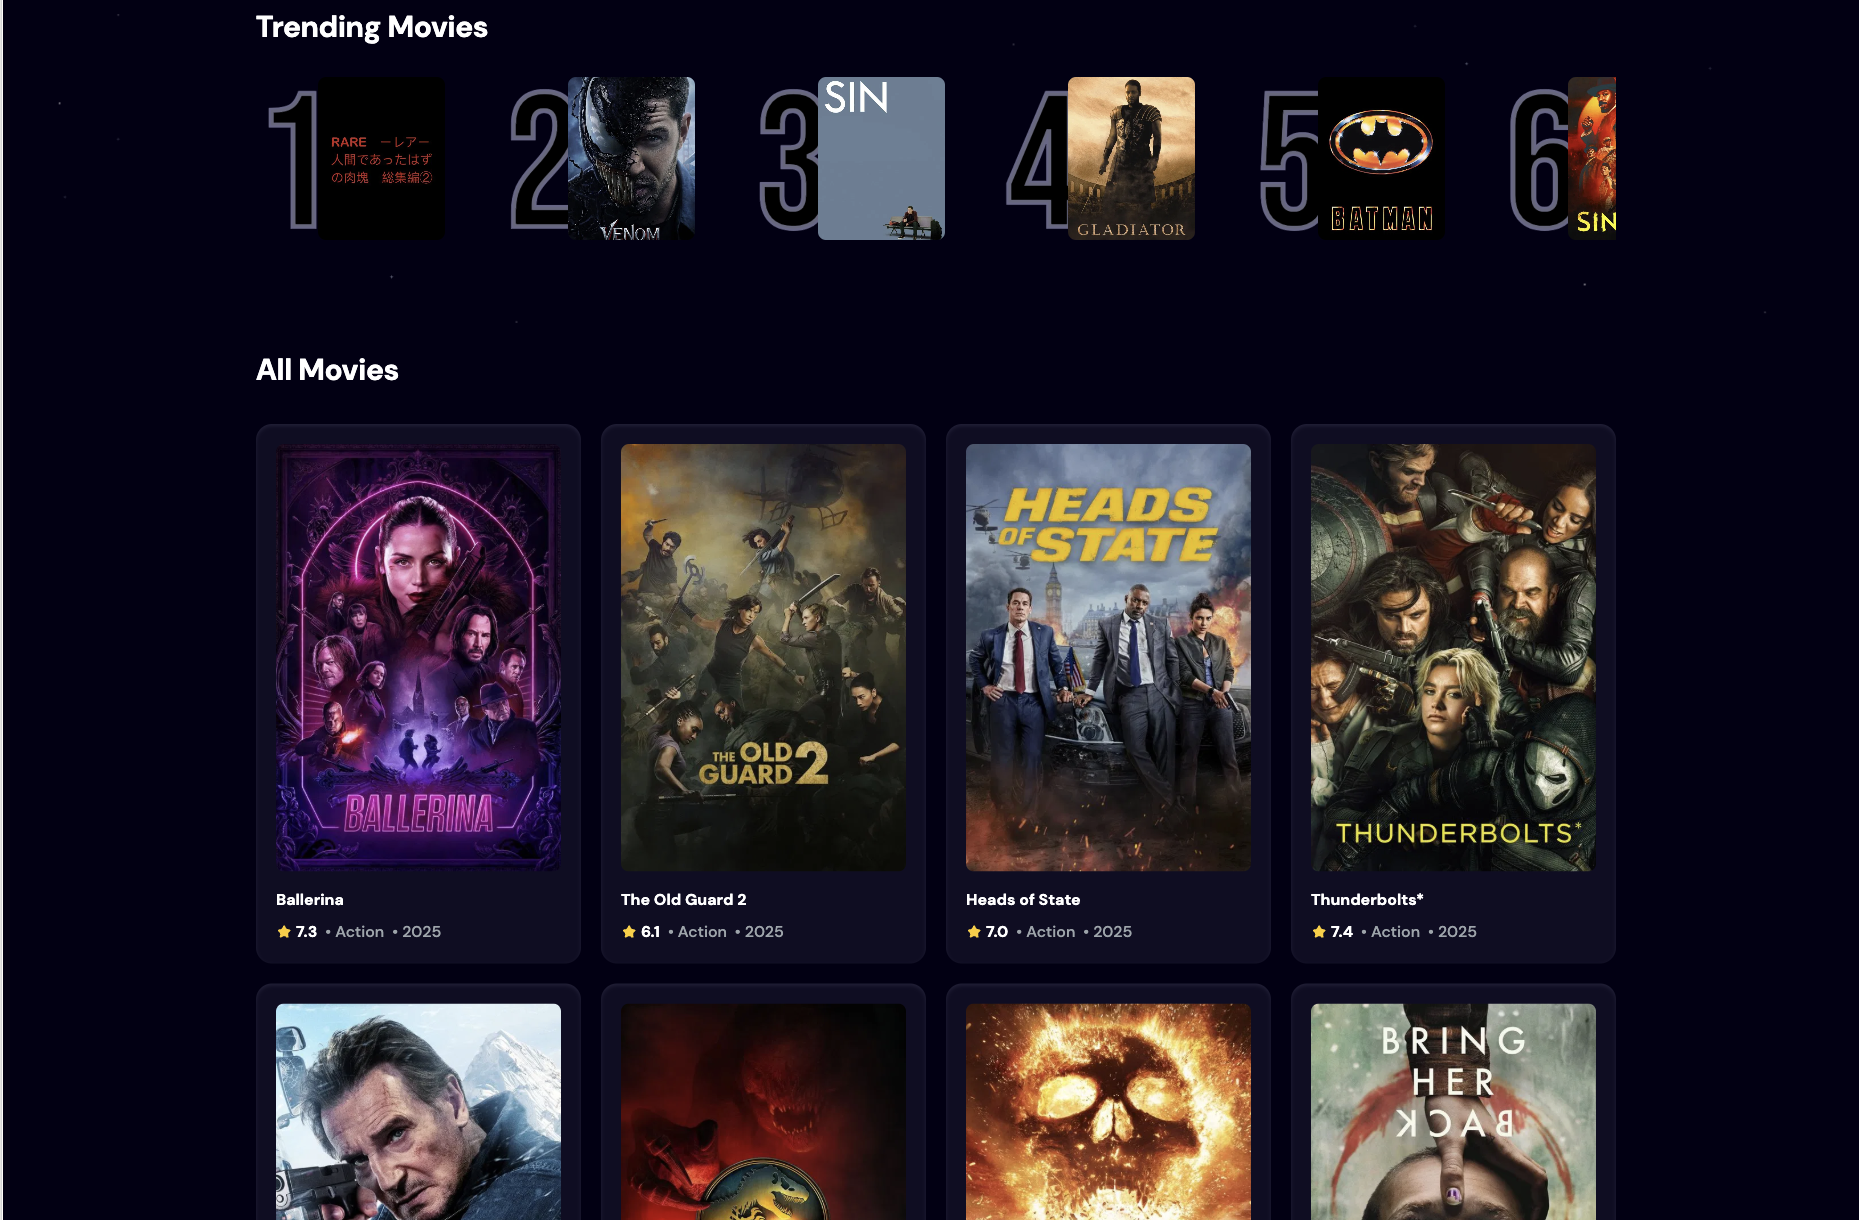 Trending Movies
1
RARE ーレアー
人間であったはず
の肉塊 総集編②
2
VENOM
3
SIN
4
GLADIATOR
5
BATMAN
6
SIN
All Movies
HEADS
OF STATE
THE OLD
GUARD 2
BALLERINA
THUNDERBOLTS*
Ballerina
The Old Guard 2
Heads of State
Thunderbolts*
7.3 • Action • 2025
6.1 • Action • 2025
7.0 • Action • 2025
7.4 • Action • 2025
BRING
HER
BACK